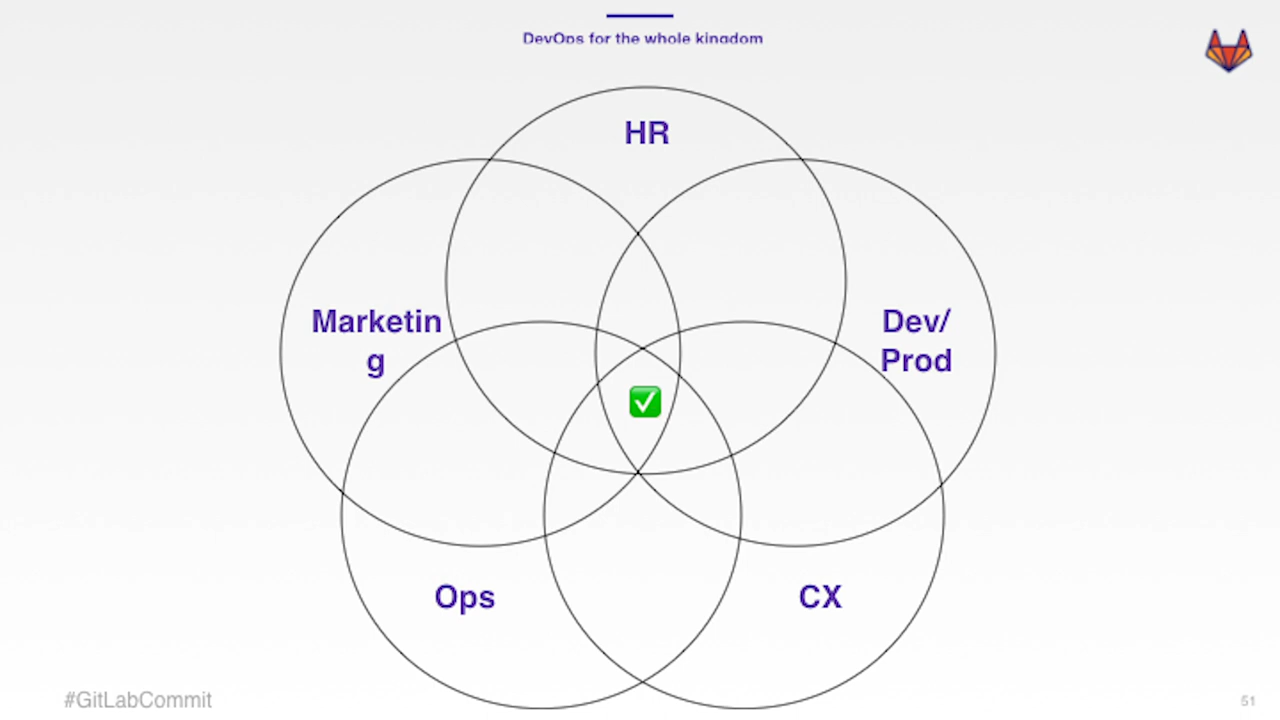 DevOps for the whole kingdom
HR
Marketin
g
Dev/
Prod
Ops
CX
#GitLabCommit
51